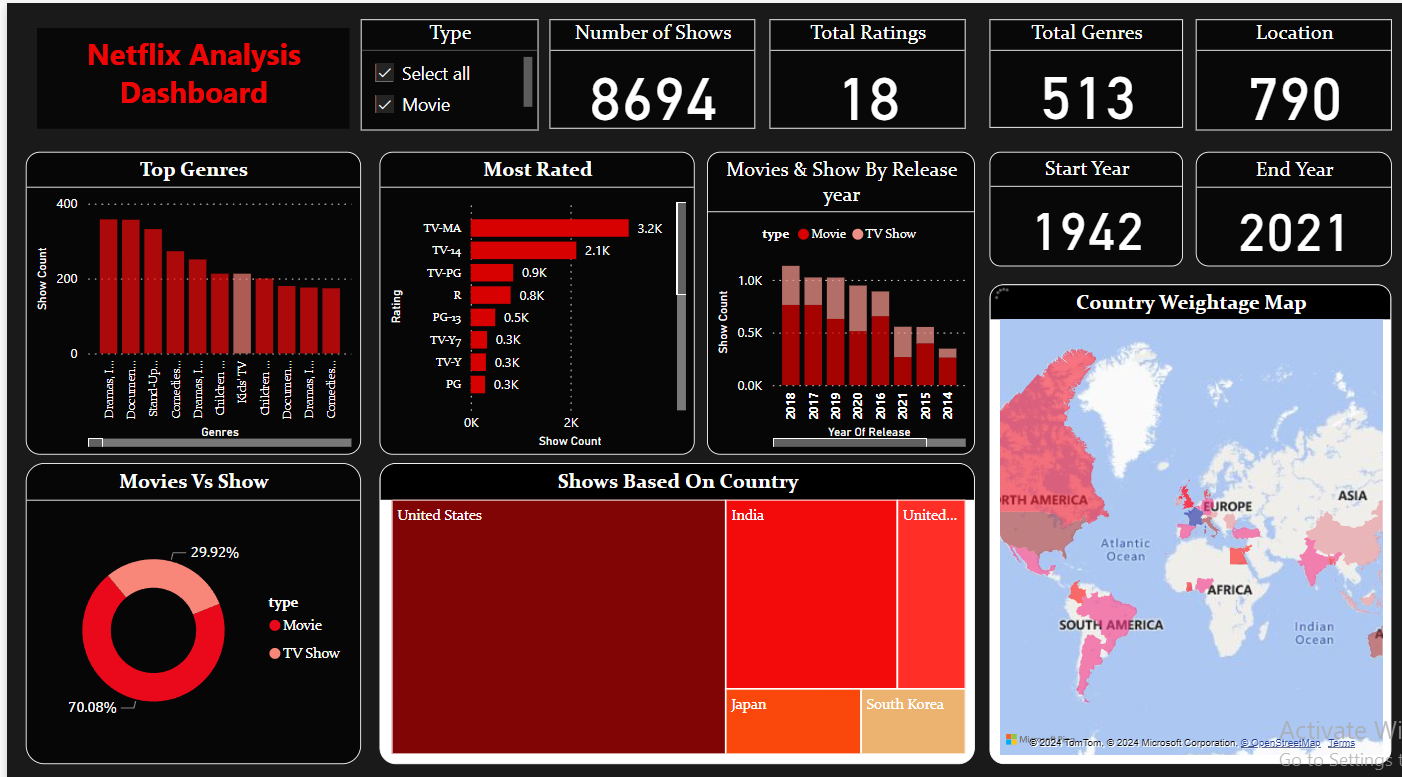 Netflix Analysis
Dashboard
Type
Select all
Movie
Number of Shows
8694
Total Ratings
18
Total Genres
513
Location
790
Top Genres
400
200
0
Show Count
Dramas, I...
Documen...
Stand-Up...
Comedies...
Dramas, I...
Children ...
Kids' TV
Children ...
Documen...
Dramas, I...
Comedies...
Genres
Most Rated
Rating
TV-MA
3.2K
TV-14
2.1K
TV-PG
0.9K
R
0.8K
PG-13
0.5K
TV-Y7
0.3K
TV-Y
0.3K
PG
0.3K
0K
2K
Show Count
Movies & Show By Release
year
type
Movie
TV Show
1.0K
0.5K
0.0K
Show Count
2018
2017
2019
2020
2016
2021
2015
2014
Year Of Release
Start Year
1942
End Year
2021
Country Weightage Map
RTH AMERICA
EUROPE
ASIA
Atlantic
Ocean
AFRICA
SOUTH AMERICA
Indian
Ocean
A
© 2024 TomTom, © 2024 Microsoft Corporation, © OpenStreetMap Terms
Movies Vs Show
29.92%
70.08%
type
Movie
TV Show
Shows Based On Country
United States
India
United...
Japan
South Korea
Activate Wi
Go to Settings t